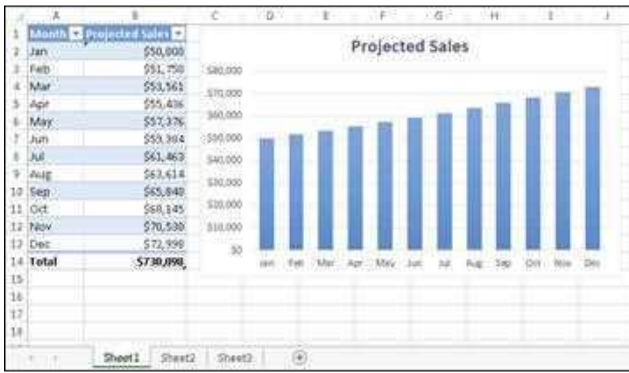 A B C D E F G H I J
1 Month Projected Sales
2 Jan $50,000
3 Feb $51,750
4 Mar $53,561
5 Apr $55,436
6 May $57,376
7 Jun $59,384
8 Jul $61,463
9 Aug $63,614
10 Sep $65,840
11 Oct $68,145
12 Nov $70,530
13 Dec $72,998
14 Total $730,098
15
16
17
18
Projected Sales
$80,000
$70,000
$60,000
$50,000
$40,000
$30,000
$20,000
$10,000
$0
Jan Feb Mar Apr May Jun Jul Aug Sep Oct Nov Dec
Sheet1 Sheet2 Sheet3